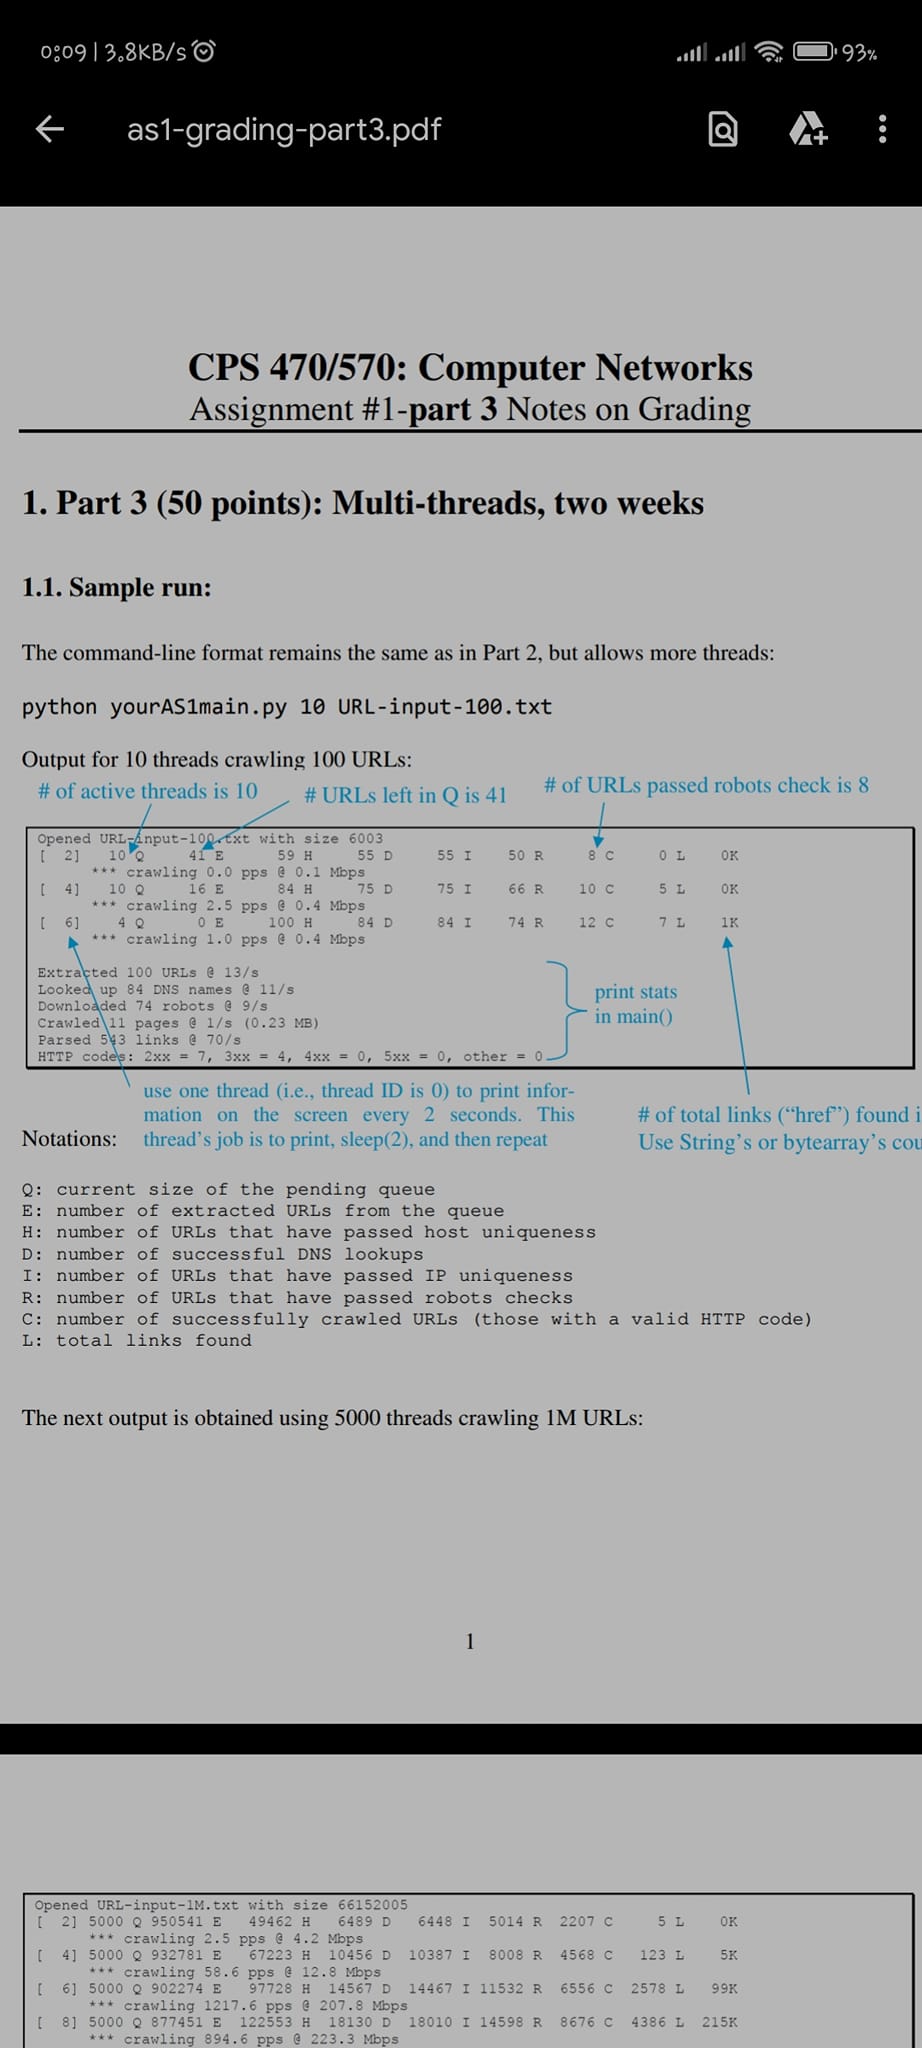 0:09 | 3,8KB/s
93%
as1-grading-part3.pdf
CPS 470/570: Computer Networks
Assignment #1-part 3 Notes on Grading
1. Part 3 (50 points): Multi-threads, two weeks
1.1. Sample run:
The command-line format remains the same as in Part 2, but allows more threads:
python yourAS1main.py 10 URL-input-100.txt
Output for 10 threads crawling 100 URLs:
# of active threads is 10
# URLs left in Q is 41
# of URLs passed robots check is 8
Opened URL-input-100.txt with size 6003
[ 2] 10 Q 41 E 59 H 55 D 55 I 50 R 8 C 0 L 0K
*** crawling 0.0 pps @ 0.1 Mbps
[ 4] 10 Q 16 E 84 H 75 D 75 I 66 R 10 C 5 L 0K
*** crawling 2.5 pps @ 0.4 Mbps
[ 6] 4 Q 0 E 100 H 84 D 84 I 74 R 12 C 7 L 1K
*** crawling 1.0 pps @ 0.4 Mbps
Extracted 100 URLs @ 13/s
Looked up 84 DNS names @ 11/s
Downloaded 74 robots @ 9/s
Crawled 11 pages @ 1/s (0.23 MB)
Parsed 543 links @ 70/s
HTTP codes: 2xx = 7, 3xx = 4, 4xx = 0, 5xx = 0, other = 0
print stats
in main()
use one thread (i.e., thread ID is 0) to print infor-
mation on the screen every 2 seconds. This
thread's job is to print, sleep(2), and then repeat
# of total links ("href") found i
Use String's or bytearray's cou
Notations:
Q: current size of the pending queue
E: number of extracted URLs from the queue
H: number of URLs that have passed host uniqueness
D: number of successful DNS lookups
I: number of URLs that have passed IP uniqueness
R: number of URLs that have passed robots checks
C: number of successfully crawled URLs (those with a valid HTTP code)
L: total links found
The next output is obtained using 5000 threads crawling 1M URLs:
1
Opened URL-input-1M.txt with size 66152005
[ 2] 5000 Q 950541 E 49462 H 6489 D 6448 I 5014 R 2207 C 5 L 0K
*** crawling 2.5 pps @ 4.2 Mbps
[ 4] 5000 Q 932781 E 67223 H 10456 D 10387 I 8008 R 4568 C 123 L 5K
*** crawling 58.6 pps @ 12.8 Mbps
[ 6] 5000 Q 902274 E 97728 H 14567 D 14467 I 11532 R 6556 C 2578 L 99K
*** crawling 1217.6 pps @ 207.8 Mbps
[ 8] 5000 Q 877451 E 122553 H 18130 D 18010 I 14598 R 8676 C 4386 L 215K
*** crawling 894.6 pps @ 223.3 Mbps